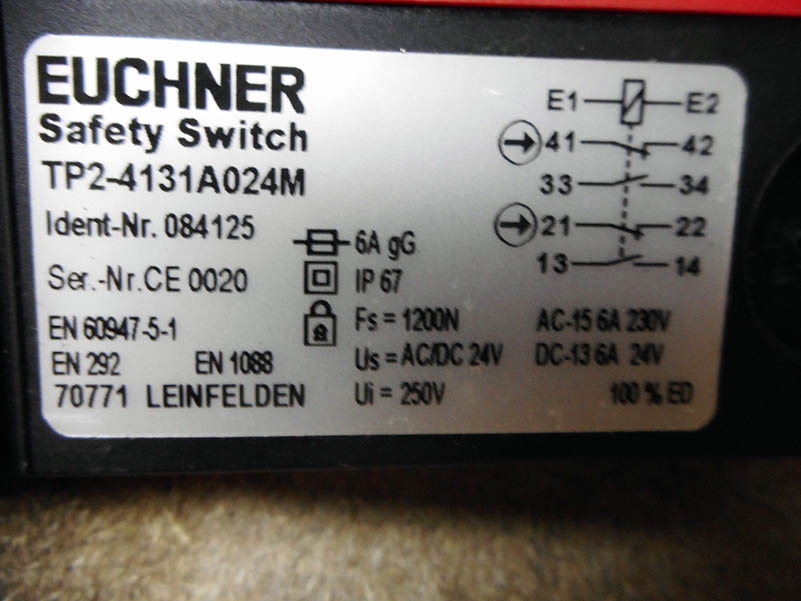 EUCHNER
Safety Switch
TP2-4131A024M
Ident-Nr. 084125
Ser.-Nr.CE 0020
EN 60947-5-1
EN 292 EN 1088
70771 LEINFELDEN
6A gG
IP 67
Fs = 1200N
Us = AC/DC 24V
Ui = 250V
E1 E2
41 42
33 34
21 22
13 14
AC-15 6A 230V
DC-13 6A 24V
100 % ED